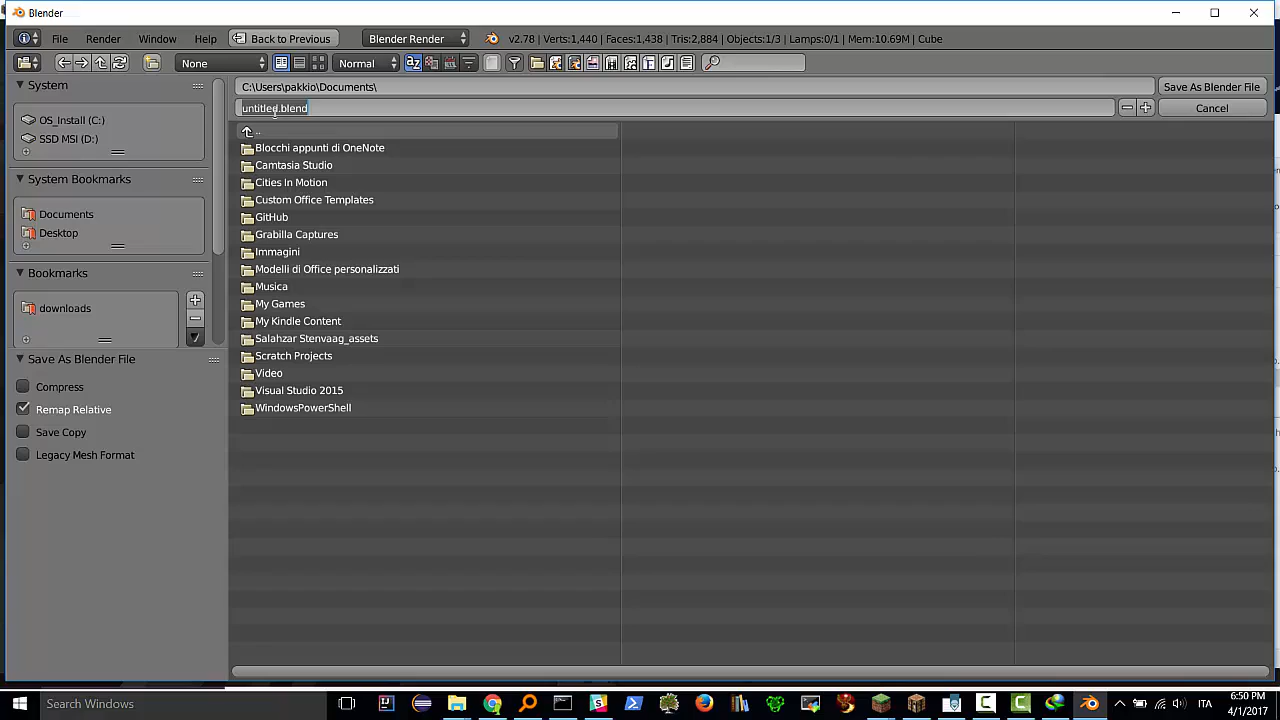 Blender
File Render Window Help Back to Previous Blender Render v2.78 | Verts:1,440 | Faces:1,438 | Tris:2,884 | Objects:1/3 | Lamps:0/1 | Mem:10.69M | Cube
None Normal
System
C:\Users\pakkio\Documents\ Save As Blender File
untitled.blend Cancel
OS_Install (C:)
SSD MSI (D:)
System Bookmarks
Documents
Desktop
Bookmarks
downloads
Save As Blender File
Compress
Remap Relative
Save Copy
Legacy Mesh Format
..
Blocchi appunti di OneNote
Camtasia Studio
Cities In Motion
Custom Office Templates
GitHub
Grabilla Captures
Immagini
Modelli di Office personalizzati
Musica
My Games
My Kindle Content
Salahzar Stenvaag_assets
Scratch Projects
Video
Visual Studio 2015
WindowsPowerShell
Search Windows
ITA
6:50 PM
4/1/2017